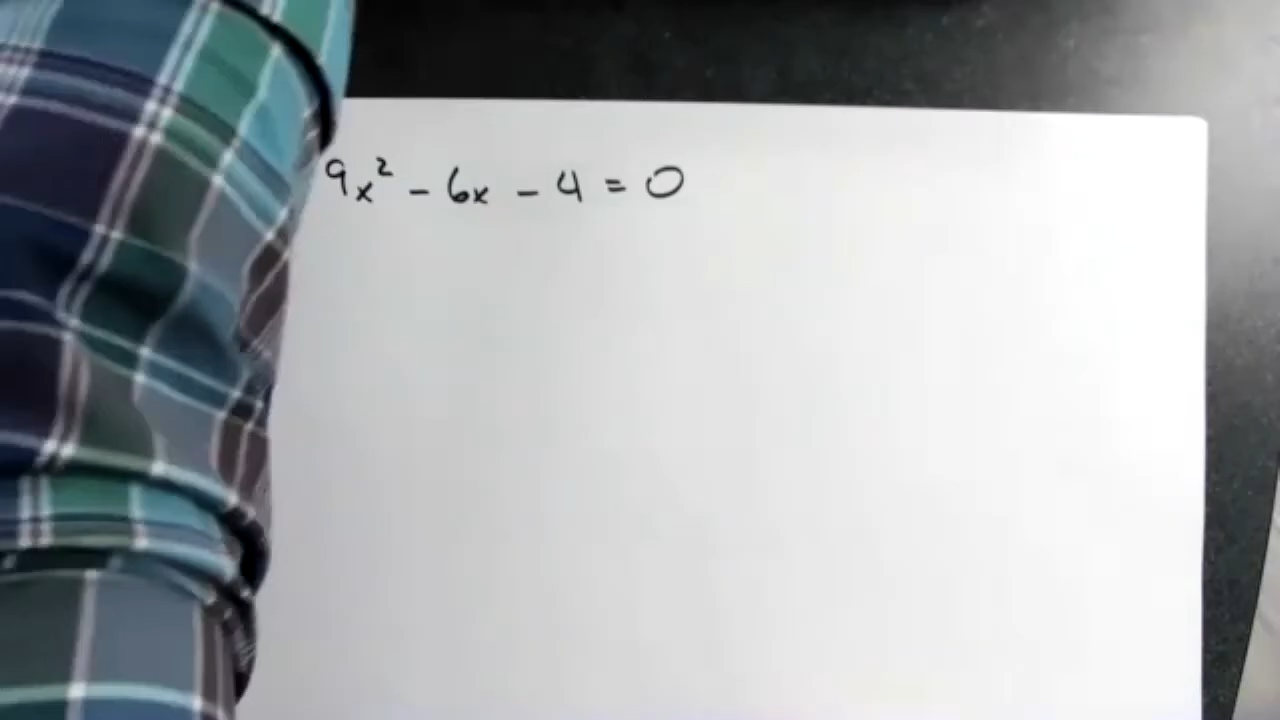 9x² - 6x - 4 = 0